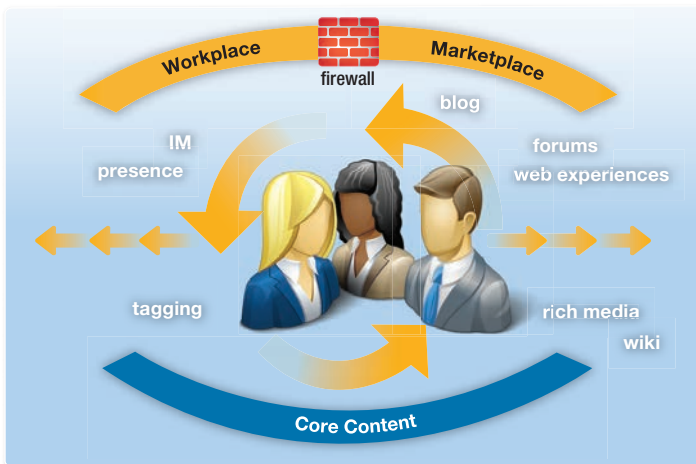 Workplace
Marketplace
firewall
blog
IM
forums
presence
web experiences
tagging
rich media
wiki
Core Content